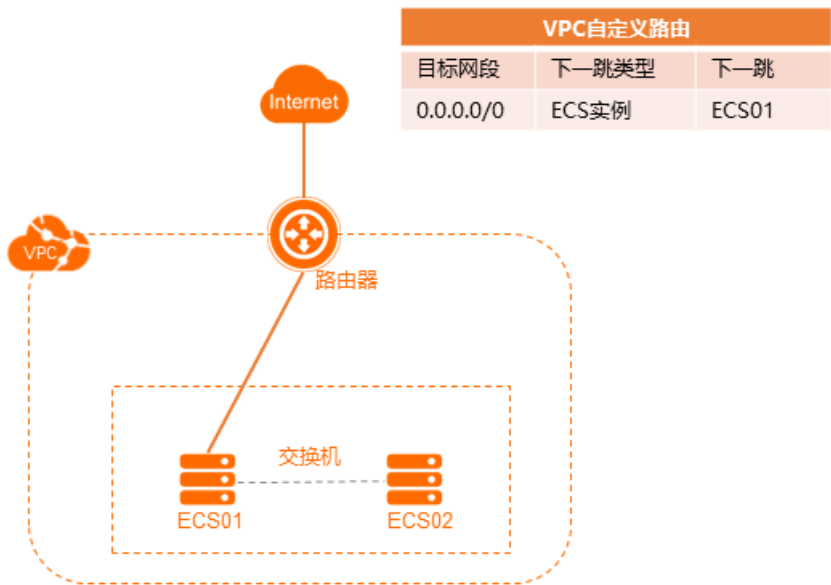 VPC自定义路由
目标网段 下一跳类型 下一跳
0.0.0.0/0 ECS实例 ECS01
Internet
VPC
路由器
交换机
ECS01 ECS02